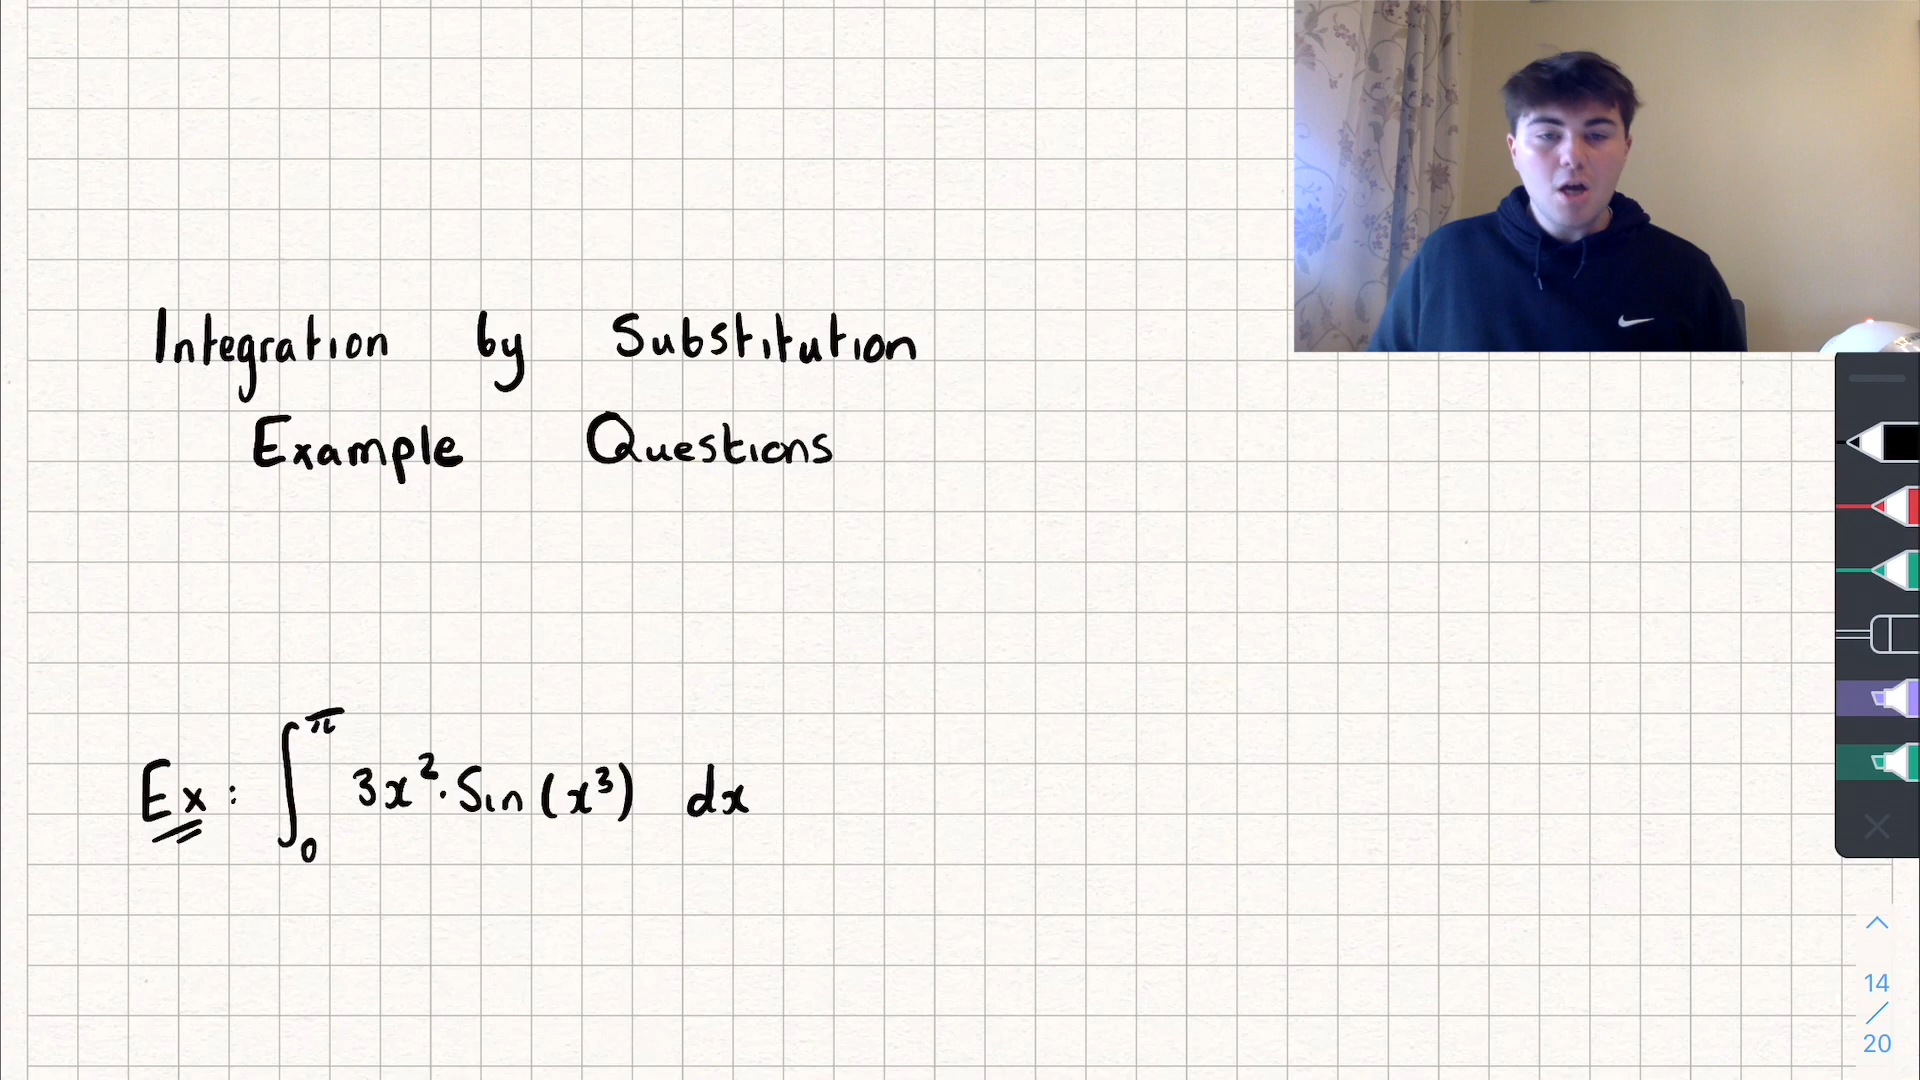 Integration by Substitution
Example Questions
Ex: ∫₀^π 3x²·Sin(x³) dx
14
/
20